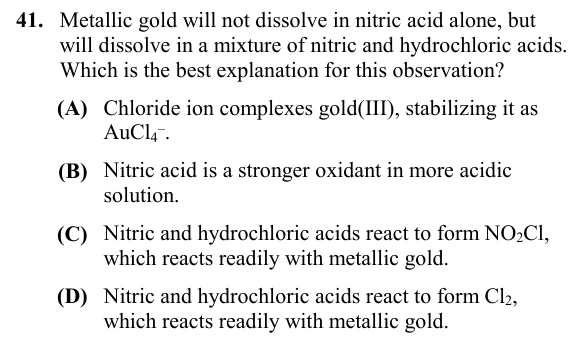 41. Metallic gold will not dissolve in nitric acid alone, but
will dissolve in a mixture of nitric and hydrochloric acids.
Which is the best explanation for this observation?
(A) Chloride ion complexes gold(III), stabilizing it as
AuCl₄⁻.
(B) Nitric acid is a stronger oxidant in more acidic
solution.
(C) Nitric and hydrochloric acids react to form NO₂Cl,
which reacts readily with metallic gold.
(D) Nitric and hydrochloric acids react to form Cl₂,
which reacts readily with metallic gold.